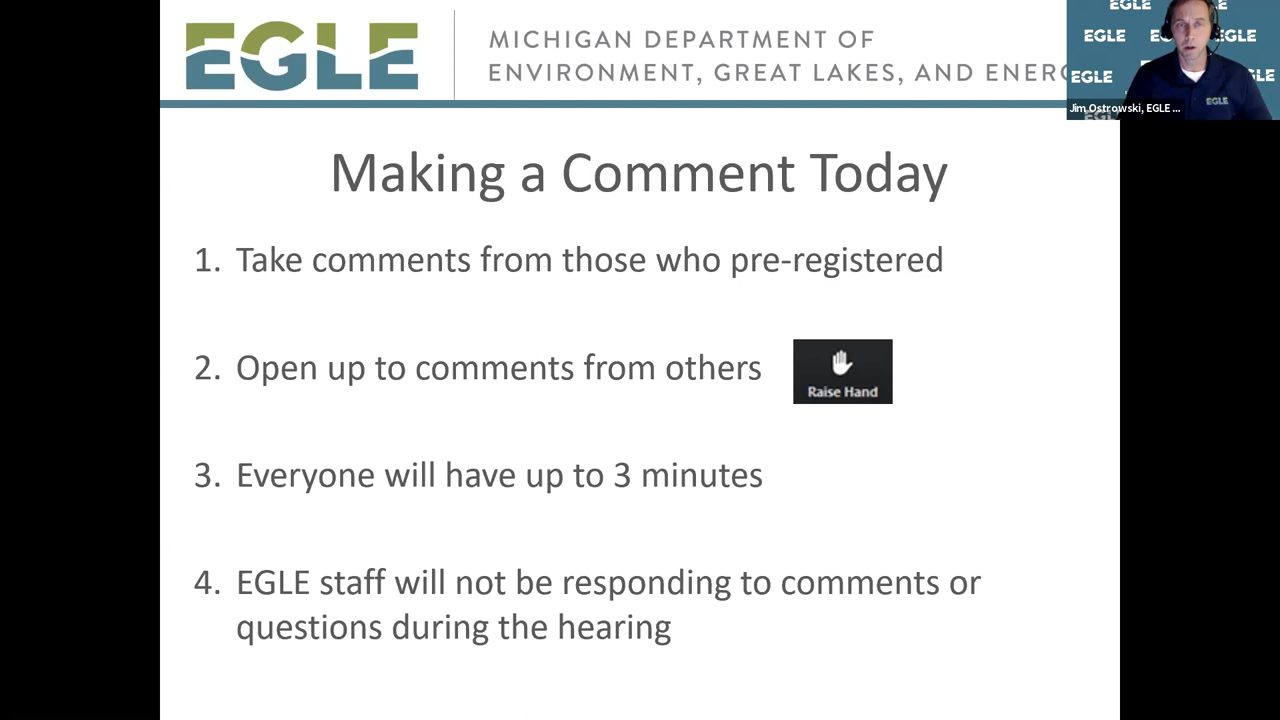 EGLE
MICHIGAN DEPARTMENT OF
ENVIRONMENT, GREAT LAKES, AND
EGLE
EGLE
EGLE
EGLE
EGLE
Jim Ostrowski, EGLE ...
Making a Comment Today
1. Take comments from those who pre-registered
2. Open up to comments from others
Raise Hand
3. Everyone will have up to 3 minutes
4. EGLE staff will not be responding to comments or
questions during the hearing